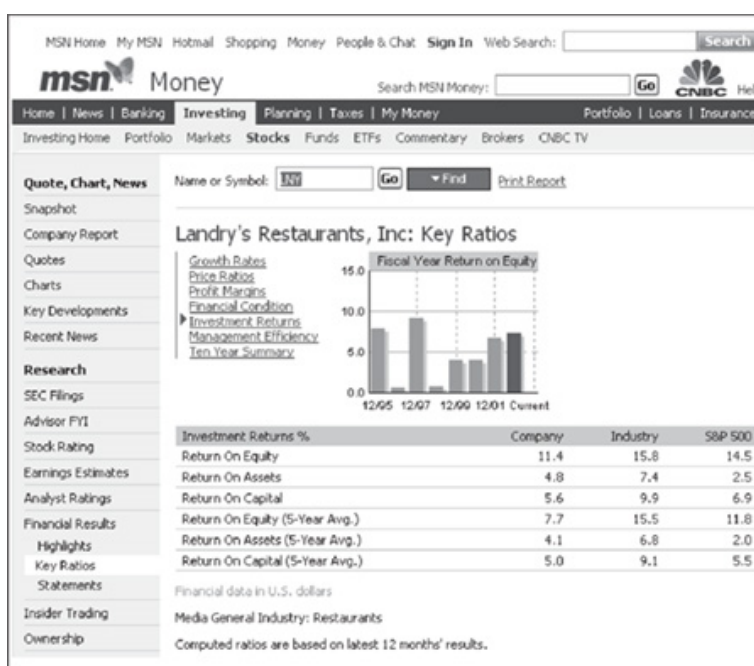 MSN Home My MSN Hotmail Shopping Money People & Chat Sign In Web Search: Search
msn Money Search MSN Money: Go CNBC Hel
Home | News | Banking Investing Planning | Taxes | My Money Portfolio | Loans | Insurance
Investing Home Portfolio Markets Stocks Funds ETFs Commentary Brokers CNBC TV
Quote, Chart, News
Snapshot
Company Report
Quotes
Charts
Key Developments
Recent News
Research
SEC Filings
Advisor FYI
Stock Rating
Earnings Estimates
Analyst Ratings
Financial Results
Highlights
Key Ratios
Statements
Insider Trading
Ownership
Name or Symbol: LNY Go Find Print Report
Landry's Restaurants, Inc: Key Ratios
Growth Rates
Price Ratios
Profit Margins
Financial Condition
Investment Returns
Management Efficiency
Ten Year Summary
Fiscal Year Return on Equity
15.0
10.0
5.0
0.0
12/95 12/97 12/99 12/01 Current
Investment Returns % Company Industry S&P 500
Return On Equity 11.4 15.8 14.5
Return On Assets 4.8 7.4 2.5
Return On Capital 5.6 9.9 6.9
Return On Equity (5-Year Avg.) 7.7 15.5 11.8
Return On Assets (5-Year Avg.) 4.1 6.8 2.0
Return On Capital (5-Year Avg.) 5.0 9.1 5.5
Financial data in U.S. dollars
Media General Industry: Restaurants
Computed ratios are based on latest 12 months' results.